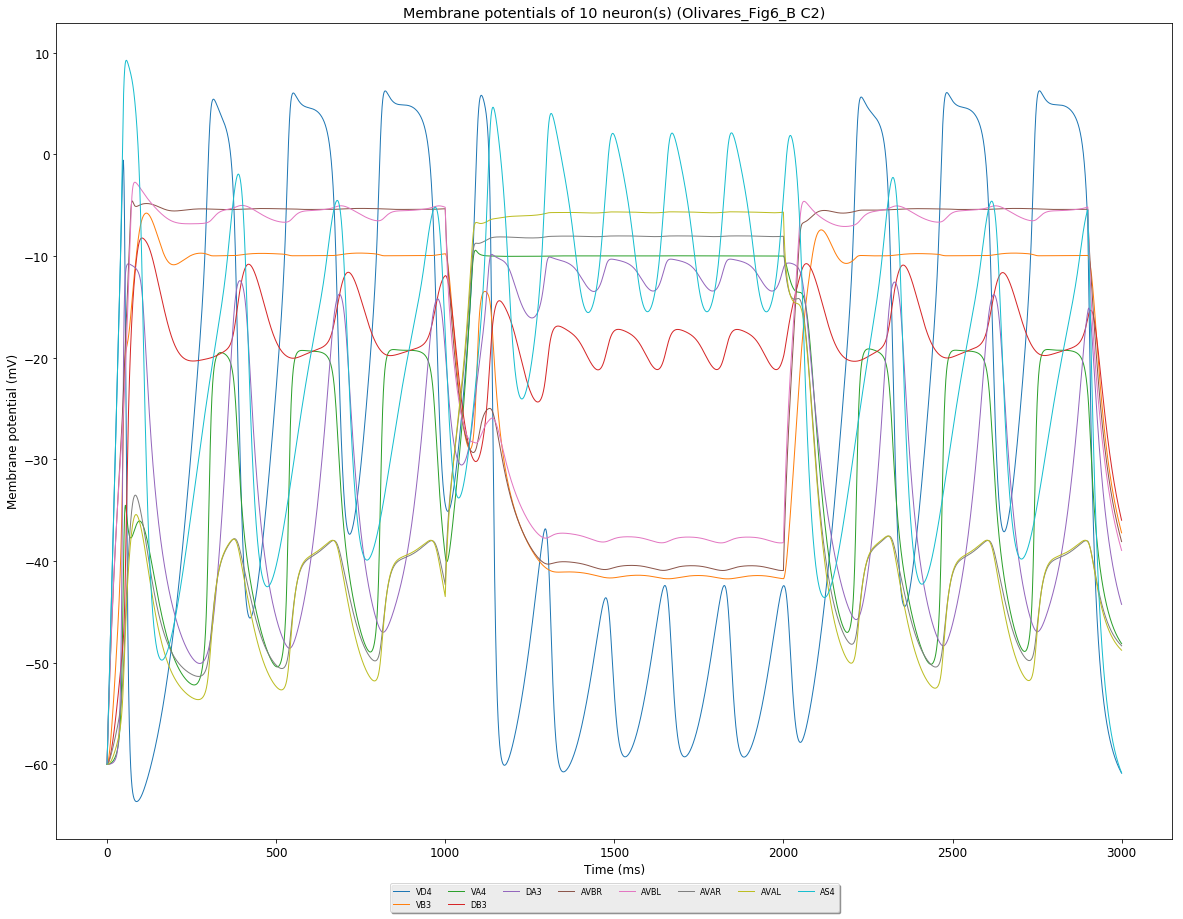 Membrane potentials of 10 neuron(s) (Olivares_Fig6_B C2)
10
0
−10
−20
−30
−40
−50
−60
Membrane potential (mV)
0 500 1000 1500 2000 2500 3000
Time (ms)
VD4 VA4 DA3 AVBR AVBL AVAR AVAL AS4
VB3 DB3